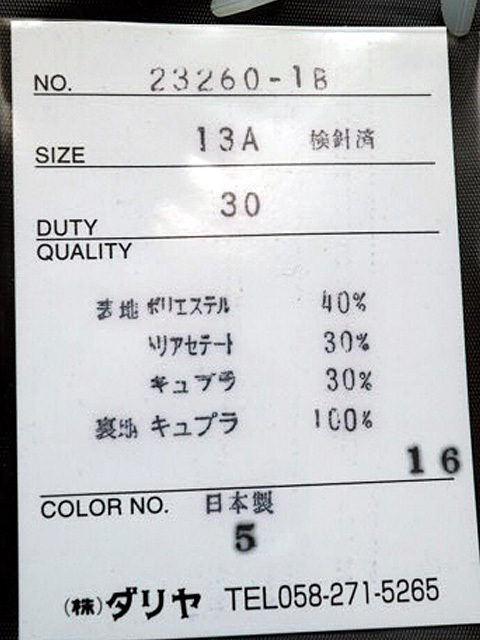 NO. 23260-1B
SIZE 13A 検針済
DUTY 30
QUALITY
表地 ポリエステル 40%
トリアセテート 30%
キュプラ 30%
裏地 キュプラ 100%
16
COLOR NO. 日本製
5
(株)ダリヤ TEL058-271-5265